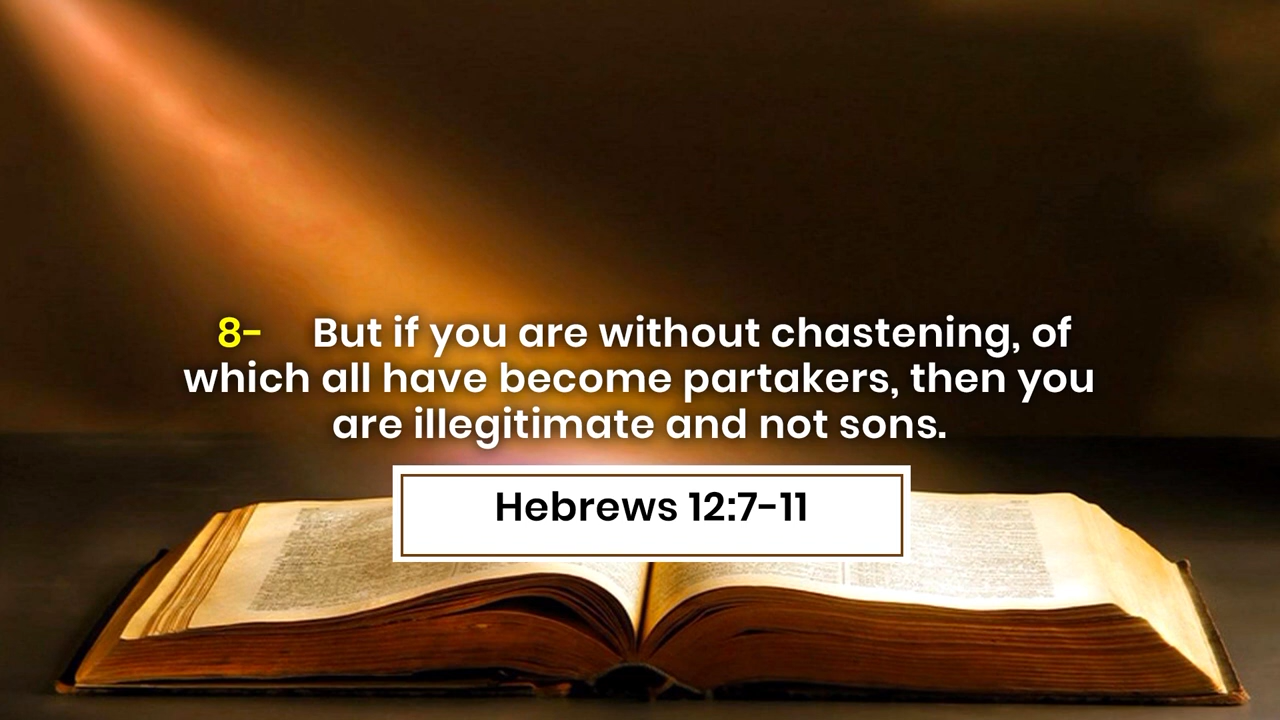 8- But if you are without chastening, of
which all have become partakers, then you
are illegitimate and not sons.
Hebrews 12:7-11